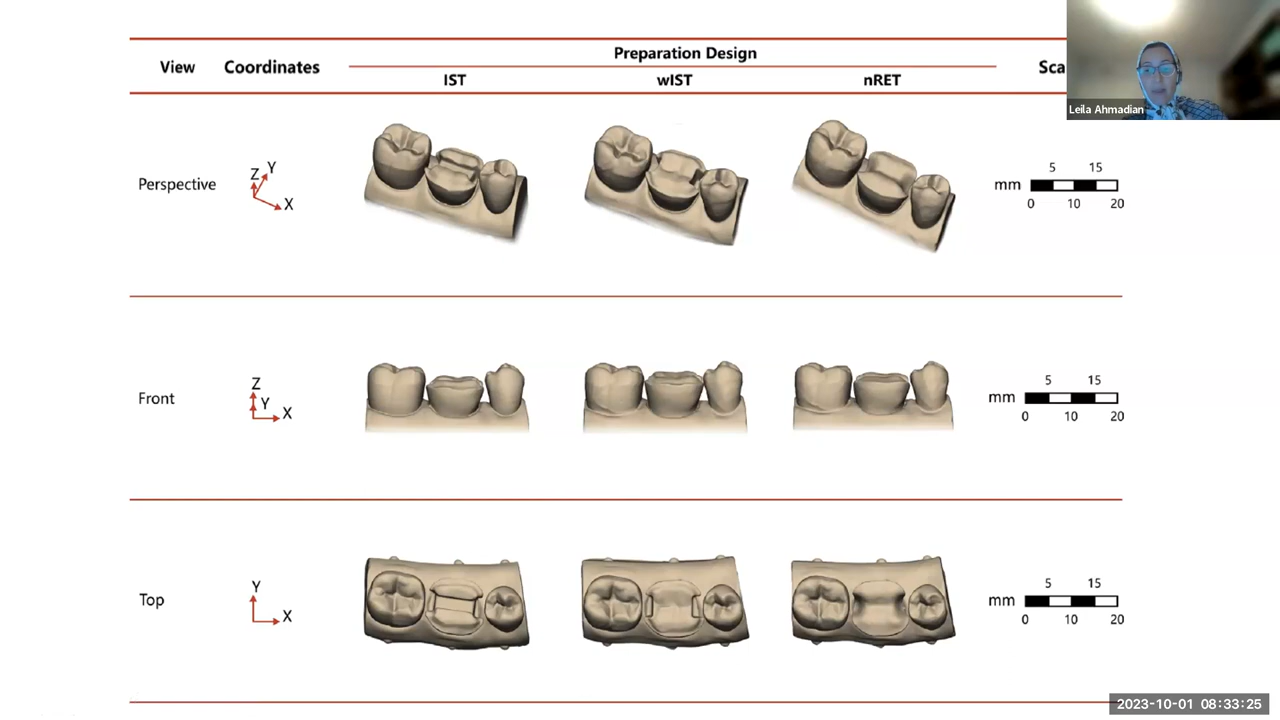 View Coordinates Preparation Design
IST wIST nRET
Leila Ahmadian
Perspective
Z Y
X
mm
5 15
0 10 20
Front
Z
Y X
mm
5 15
0 10 20
Top
Y
X
mm
5 15
0 10 20
2023-10-01 08:33:25